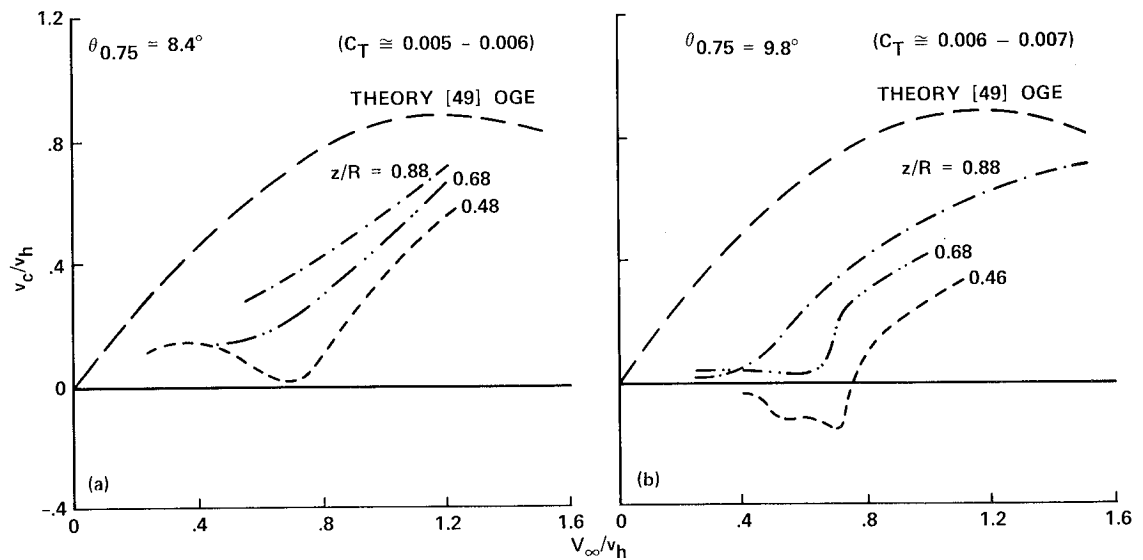 θ0.75 = 8.4°
(CT ≅ 0.005 - 0.006)
THEORY [49] OGE
z/R = 0.88
0.68
0.48
1.2
.8
.4
0
-.4
vc/vh
(a)
0
.4
.8
1.2
1.6
θ0.75 = 9.8°
(CT ≅ 0.006 - 0.007)
THEORY [49] OGE
z/R = 0.88
0.68
0.46
(b)
0
.4
.8
1.2
1.6
V∞/vh